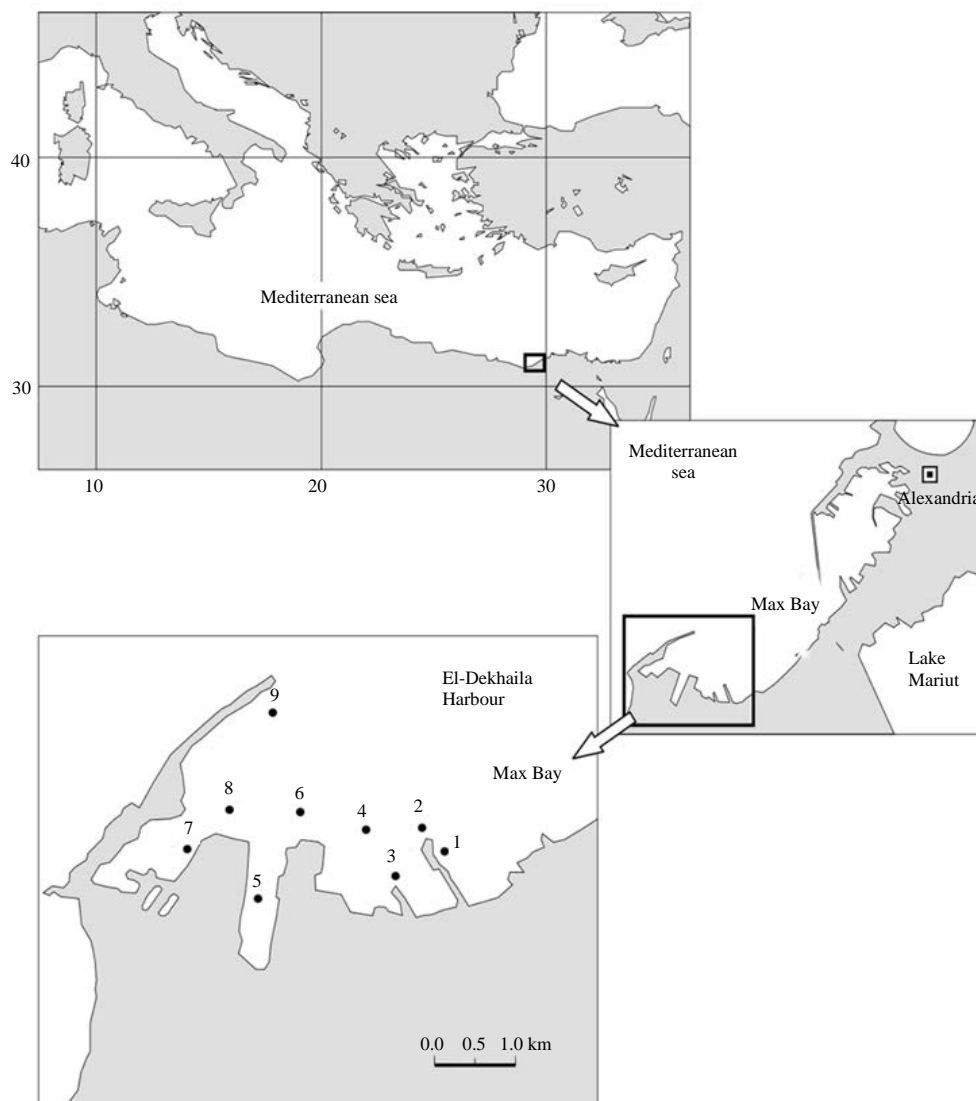 40
Mediterranean sea
30
10
20
30
Mediterranean
sea
Alexandria
Max Bay
Lake
Mariut
El-Dekhaila
Harbour
9
Max Bay
8
6
4
2
7
1
3
5
0.0 0.5 1.0 km